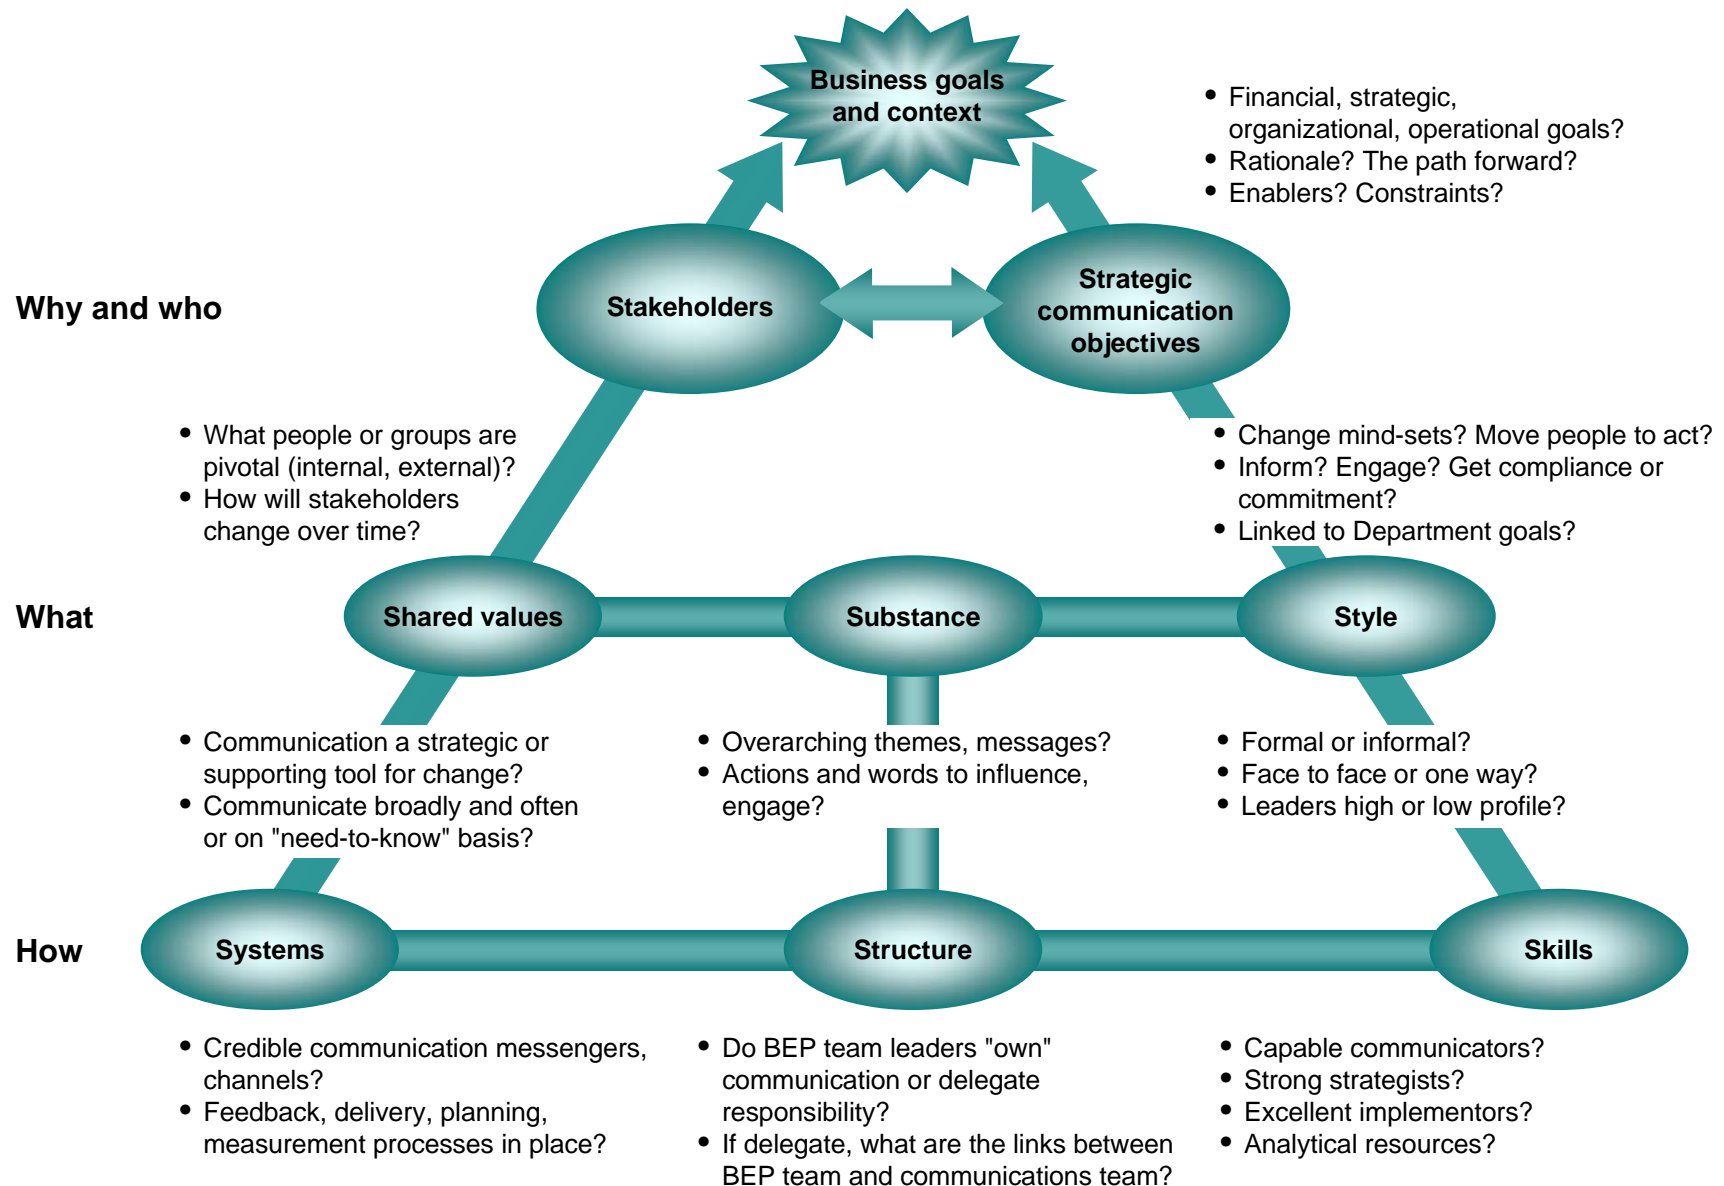 Business goals
and context
• Financial, strategic,
organizational, operational goals?
• Rationale? The path forward?
• Enablers? Constraints?
Why and who
Stakeholders
Strategic
communication
objectives
• What people or groups are
pivotal (internal, external)?
• How will stakeholders
change over time?
• Change mind-sets? Move people to act?
• Inform? Engage? Get compliance or
commitment?
• Linked to Department goals?
What
Shared values
Substance
Style
• Communication a strategic or
supporting tool for change?
• Communicate broadly and often
or on "need-to-know" basis?
• Overarching themes, messages?
• Actions and words to influence,
engage?
• Formal or informal?
• Face to face or one way?
• Leaders high or low profile?
How
Systems
Structure
Skills
• Credible communication messengers,
channels?
• Feedback, delivery, planning,
measurement processes in place?
• Do BEP team leaders "own"
communication or delegate
responsibility?
• If delegate, what are the links between
BEP team and communications team?
• Capable communicators?
• Strong strategists?
• Excellent implementors?
• Analytical resources?